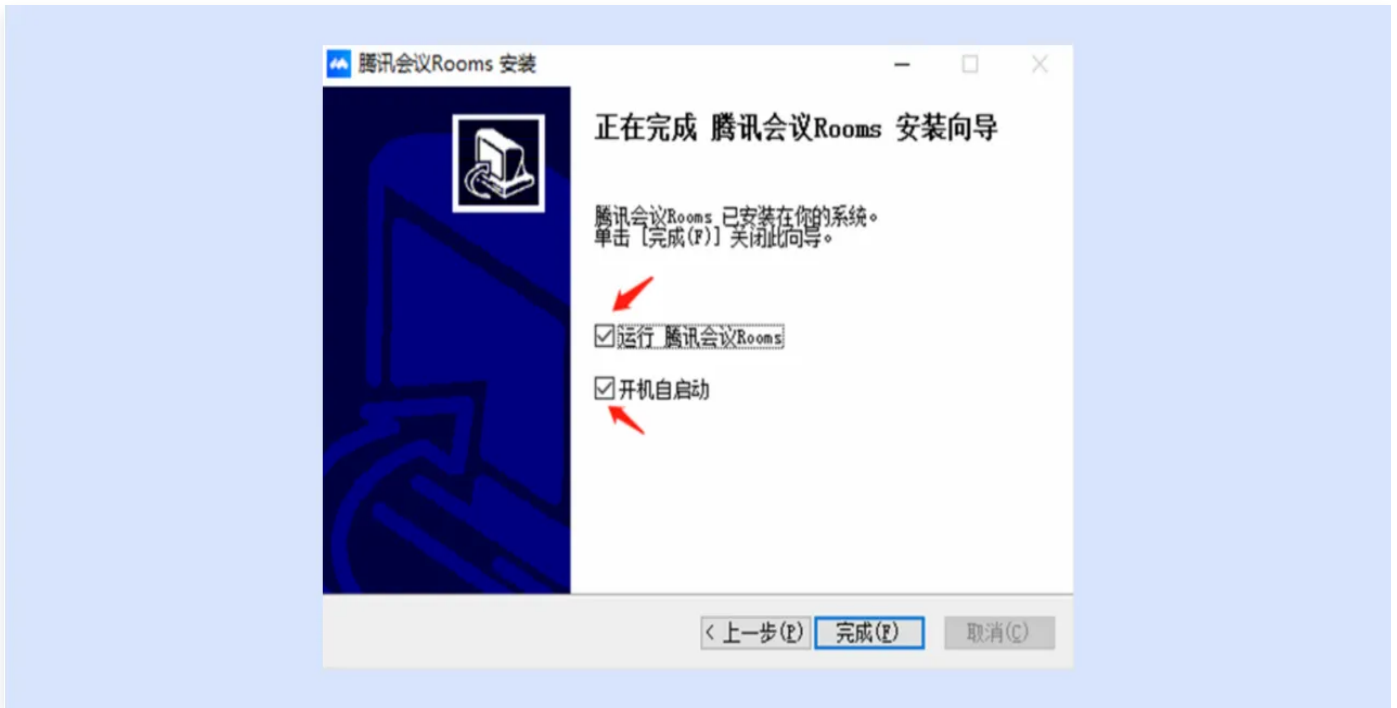 腾讯会议Rooms 安装
正在完成 腾讯会议Rooms 安装向导
腾讯会议Rooms 已安装在你的系统。
单击 [完成(F)] 关闭此向导。
运行 腾讯会议Rooms
开机自启动
< 上一步(P)
完成(F)
取消(C)